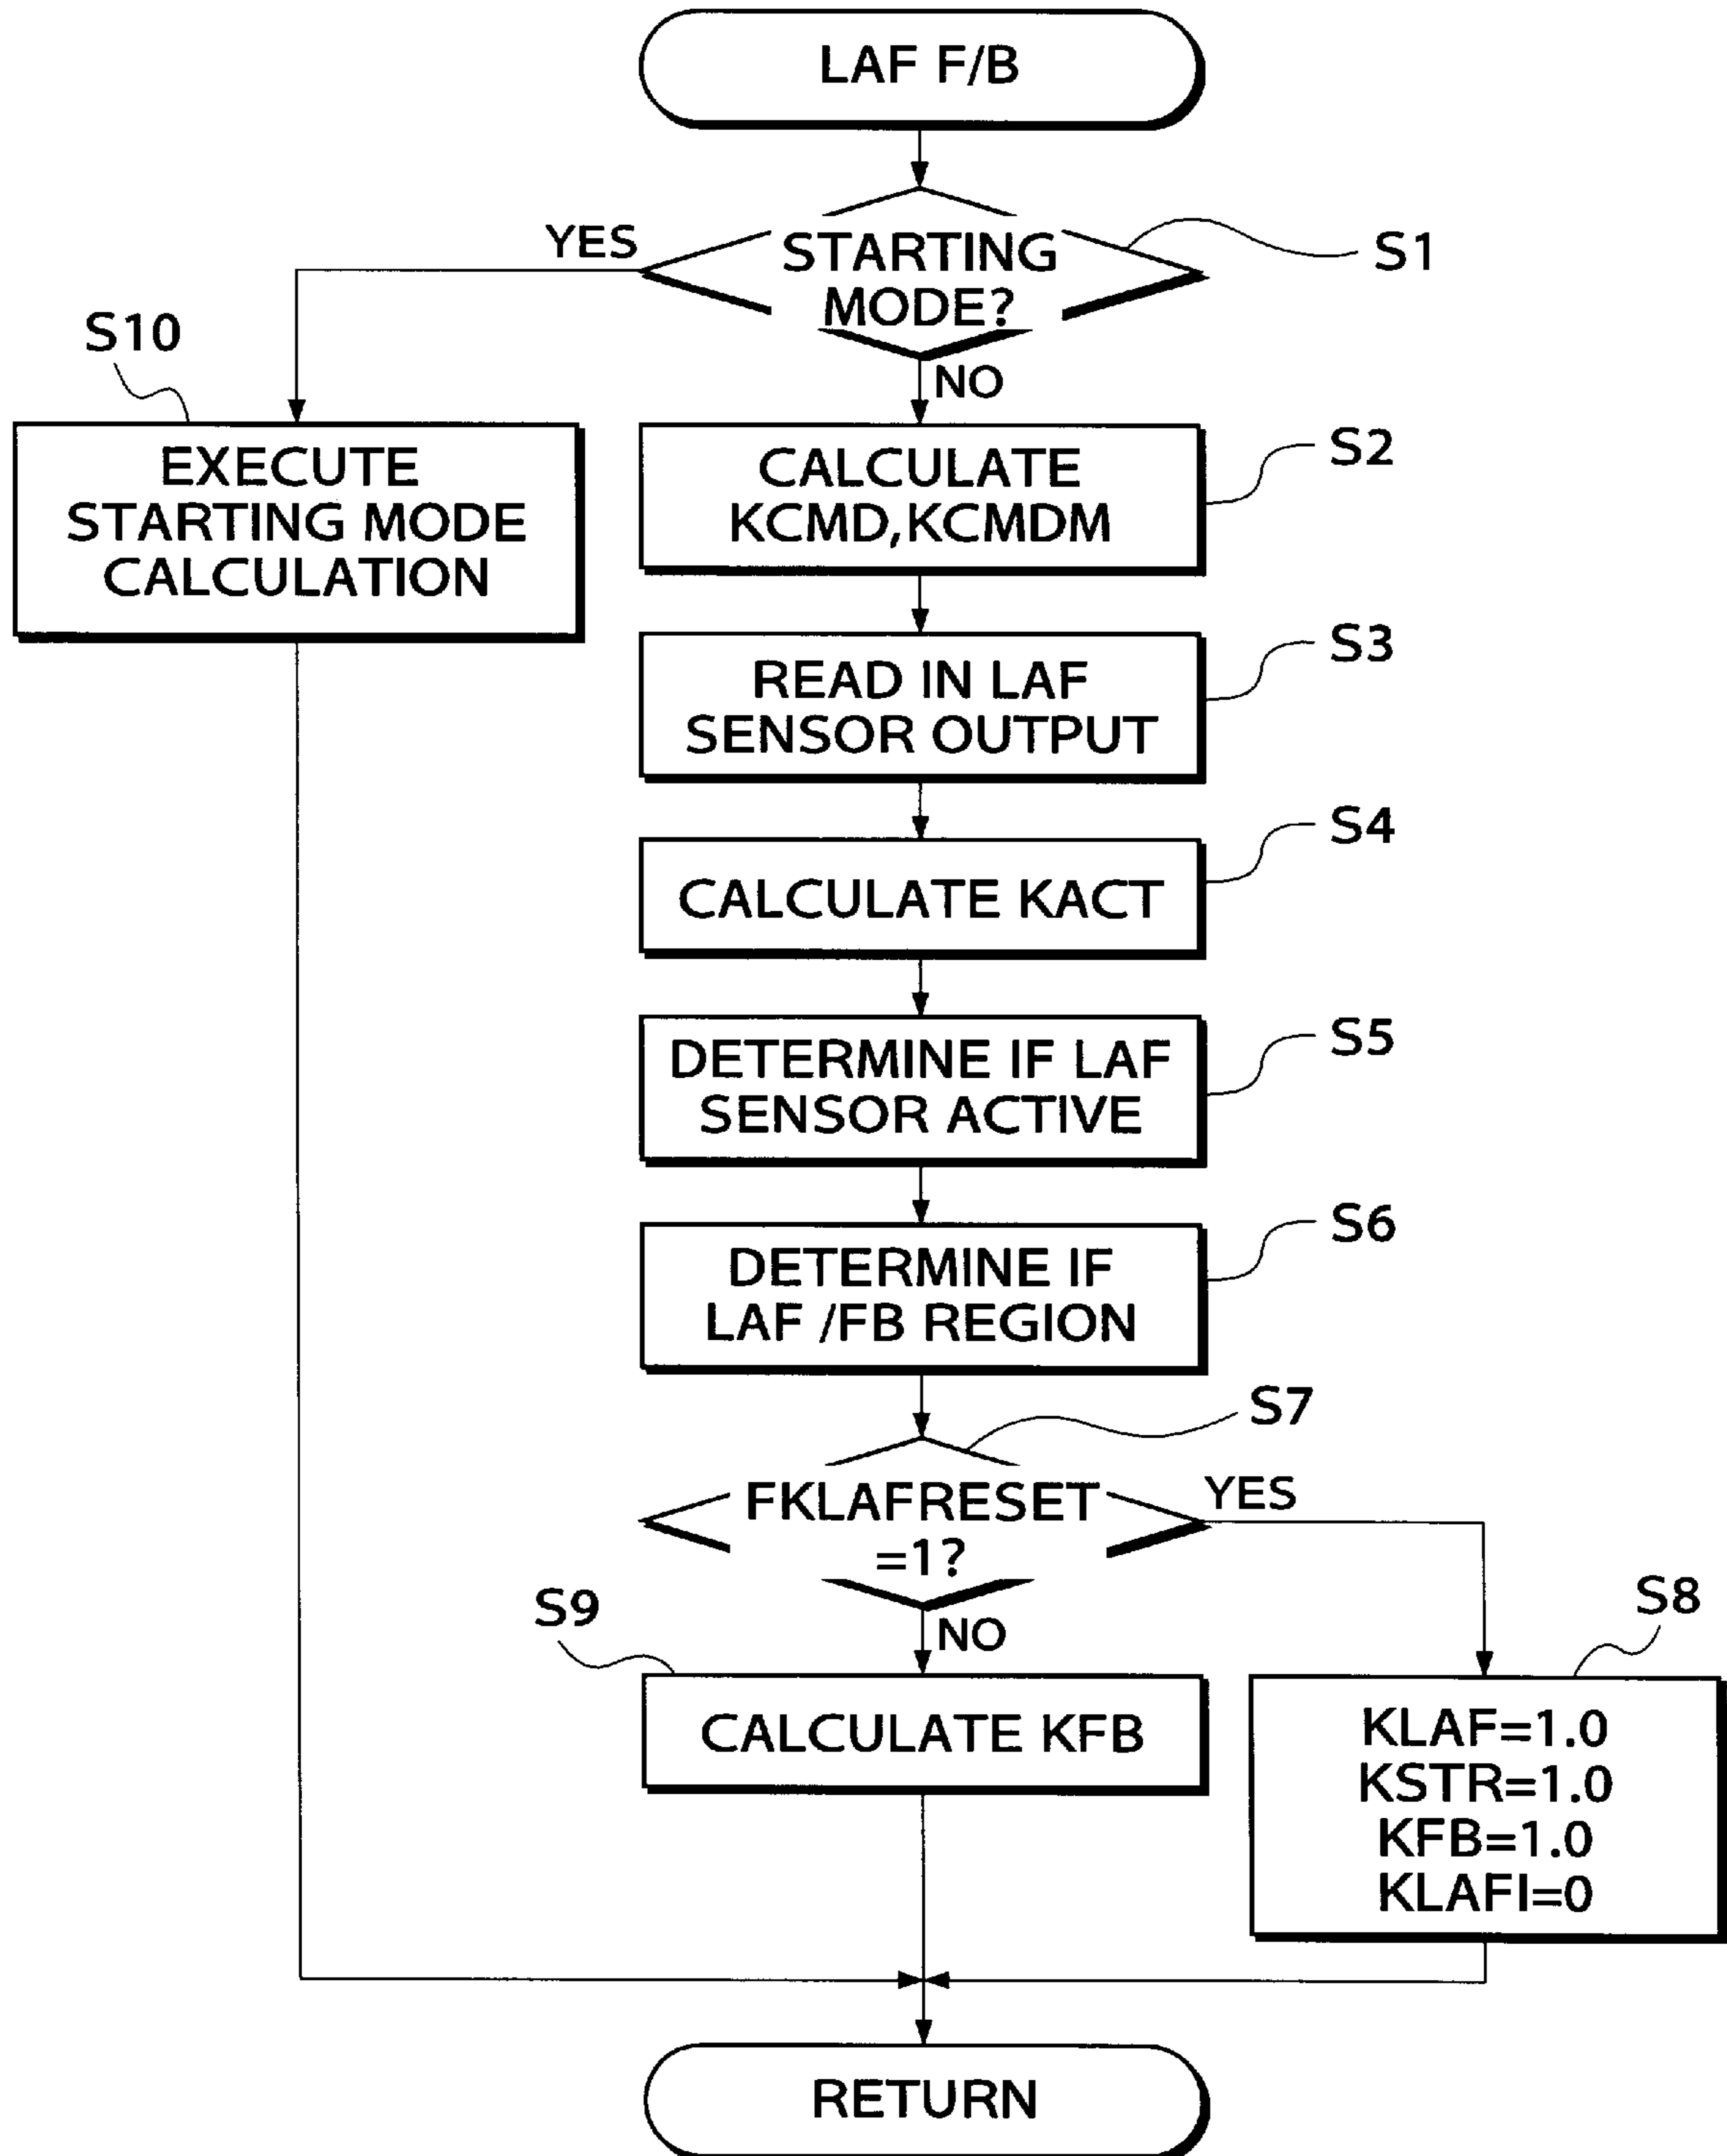 LAF F/B
STARTING
MODE?
S1
YES
NO
S10
EXECUTE
STARTING MODE
CALCULATION
CALCULATE
KCMD,KCMDM
S2
READ IN LAF
SENSOR OUTPUT
S3
CALCULATE KACT
S4
DETERMINE IF LAF
SENSOR ACTIVE
S5
DETERMINE IF
LAF /FB REGION
S6
S7
FKLAFRESET
=1?
YES
NO
S9
CALCULATE KFB
S8
KLAF=1.0
KSTR=1.0
KFB=1.0
KLAFI=0
RETURN